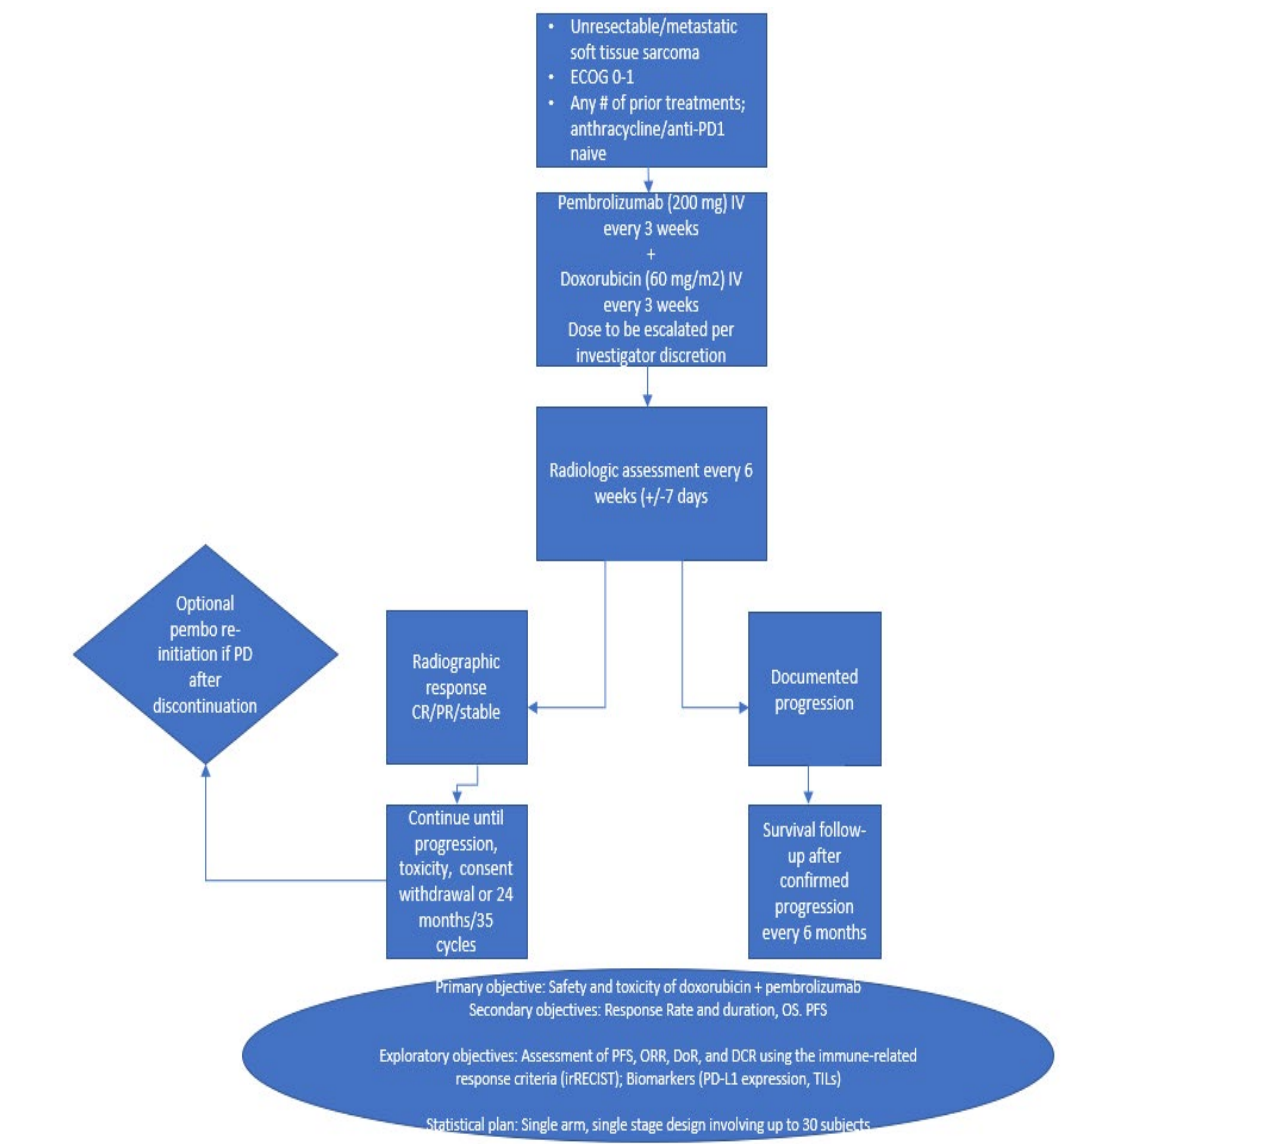 • Unresectable/metastatic
soft tissue sarcoma
• ECOG 0-1
• Any # of prior treatments;
anthracycline/anti-PD1
naive
Pembrolizumab (200 mg) IV
every 3 weeks
+
Doxorubicin (60 mg/m2) IV
every 3 weeks
Dose to be escalated per
investigator discretion
Radiologic assessment every 6
weeks (+/-7 days
Optional
pembo re-
initiation if PD
after
discontinuation
Radiographic
response
CR/PR/stable
Documented
progression
Continue until
progression,
toxicity, consent
withdrawal or 24
months/35
cycles
Survival follow-
up after
confirmed
progression
every 6 months
Primary objective: Safety and toxicity of doxorubicin + pembrolizumab
Secondary objectives: Response Rate and duration, OS. PFS
Exploratory objectives: Assessment of PFS, ORR, DoR, and DCR using the immune-related
response criteria (irRECIST); Biomarkers (PD-L1 expression, TILs)
Statistical plan: Single arm, single stage design involving up to 30 subjects